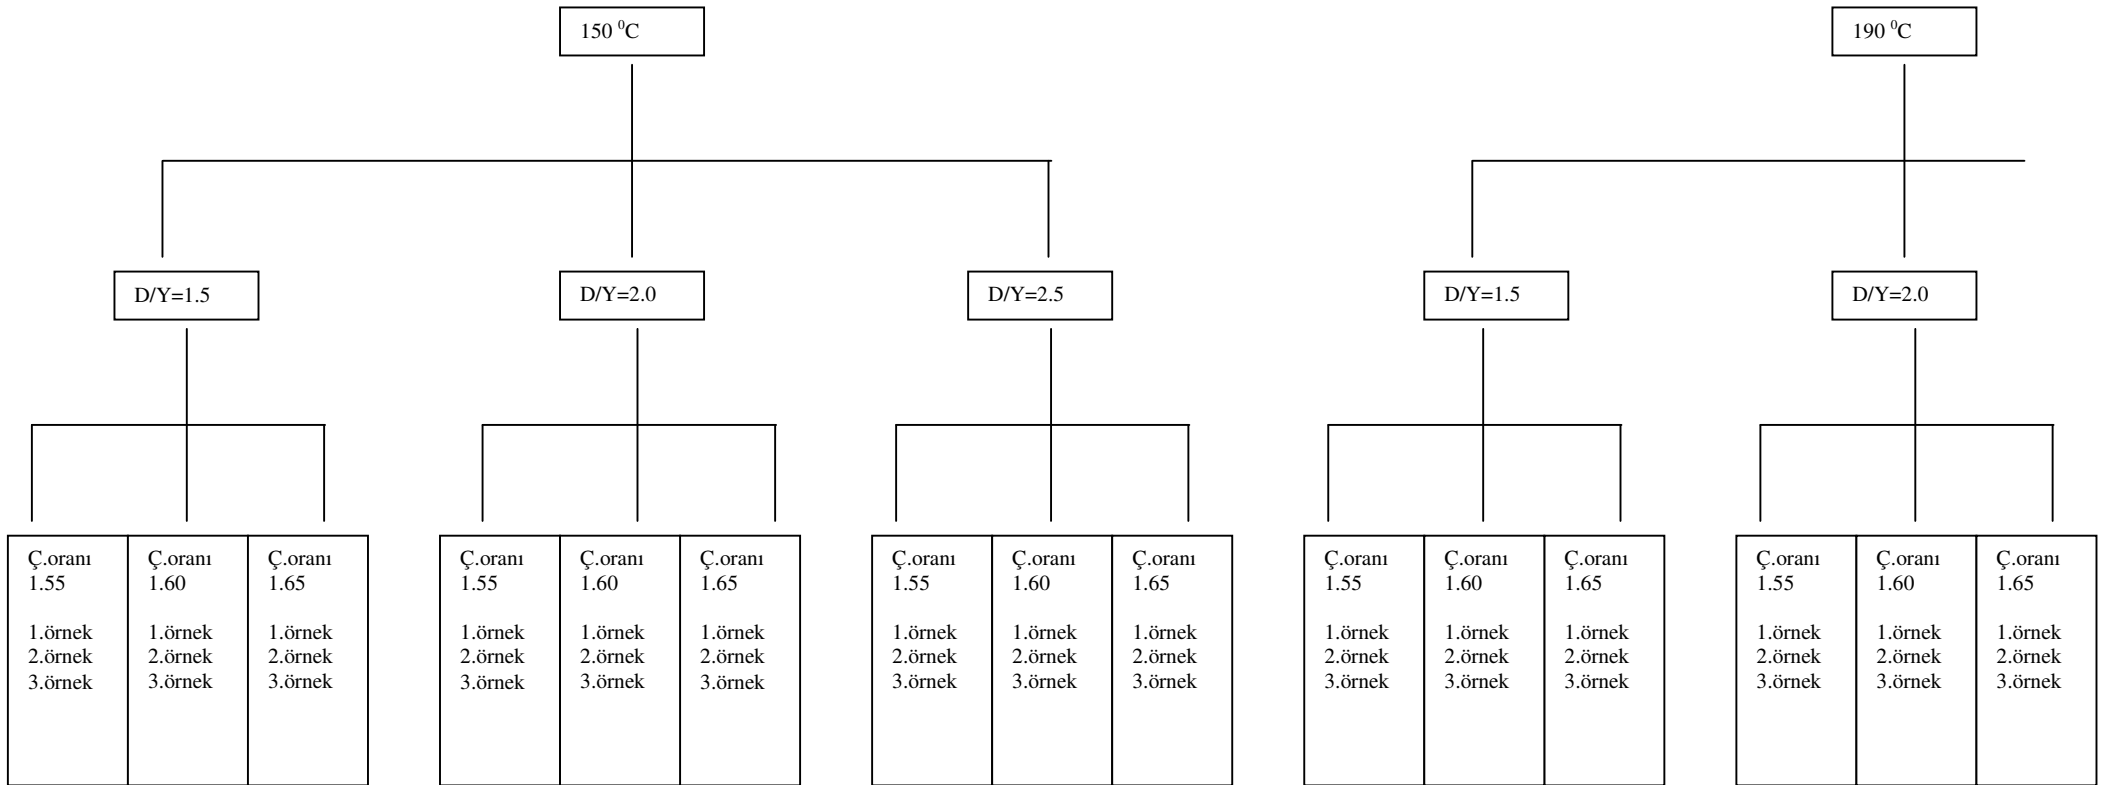 150 ⁰C
190 ⁰C
D/Y=1.5
D/Y=2.0
D/Y=2.5
D/Y=1.5
D/Y=2.0
Ç.oranı
1.55
1.örnek
2.örnek
3.örnek
Ç.oranı
1.60
1.örnek
2.örnek
3.örnek
Ç.oranı
1.65
1.örnek
2.örnek
3.örnek
Ç.oranı
1.55
1.örnek
2.örnek
3.örnek
Ç.oranı
1.60
1.örnek
2.örnek
3.örnek
Ç.oranı
1.65
1.örnek
2.örnek
3.örnek
Ç.oranı
1.55
1.örnek
2.örnek
3.örnek
Ç.oranı
1.60
1.örnek
2.örnek
3.örnek
Ç.oranı
1.65
1.örnek
2.örnek
3.örnek
Ç.oranı
1.55
1.örnek
2.örnek
3.örnek
Ç.oranı
1.60
1.örnek
2.örnek
3.örnek
Ç.oranı
1.65
1.örnek
2.örnek
3.örnek
Ç.oranı
1.55
1.örnek
2.örnek
3.örnek
Ç.oranı
1.60
1.örnek
2.örnek
3.örnek
Ç.oranı
1.65
1.örnek
2.örnek
3.örnek